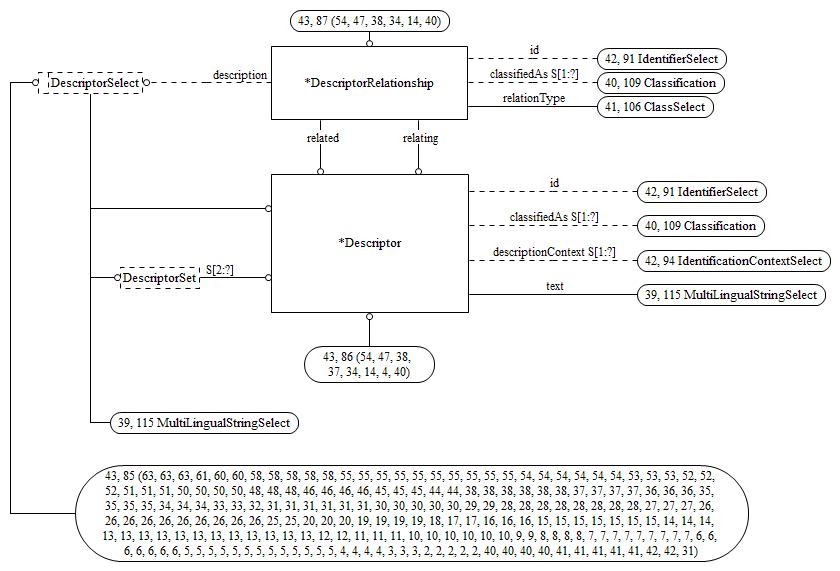 43, 87 (54, 47, 38, 34, 14, 40)
*DescriptorRelationship
id
42, 91 IdentifierSelect
classifiedAs S[1:?]
40, 109 Classification
relationType
41, 106 ClassSelect
DescriptorSelect
description
related
relating
*Descriptor
id
42, 91 IdentifierSelect
classifiedAs S[1:?]
40, 109 Classification
descriptionContext S[1:?]
42, 94 IdentificationContextSelect
text
39, 115 MultiLingualStringSelect
DescriptorSet
S[2:?]
43, 86 (54, 47, 38,
37, 34, 14, 4, 40)
39, 115 MultiLingualStringSelect
43, 85 (63, 63, 63, 61, 60, 60, 58, 58, 58, 58, 58, 55, 55, 55, 55, 55, 55, 55, 55, 55, 55, 54, 54, 54, 54, 54, 54, 53, 53, 53, 52, 52,
52, 51, 51, 51, 50, 50, 50, 50, 48, 48, 48, 46, 46, 46, 45, 45, 45, 44, 44, 38, 38, 38, 38, 38, 38, 37, 37, 37, 37, 36, 36, 36, 35,
35, 35, 35, 34, 34, 34, 33, 33, 32, 31, 31, 31, 31, 31, 31, 30, 30, 30, 30, 30, 29, 29, 28, 28, 28, 28, 28, 28, 28, 27, 27, 27, 26,
26, 26, 26, 26, 26, 26, 26, 26, 26, 25, 25, 20, 20, 20, 19, 19, 19, 19, 18, 17, 17, 16, 16, 16, 15, 15, 15, 15, 15, 15, 15, 14, 14, 14,
13, 13, 13, 13, 13, 13, 13, 13, 13, 13, 13, 13, 12, 12, 11, 11, 11, 10, 10, 10, 10, 10, 10, 9, 9, 8, 8, 8, 8, 7, 7, 7, 7, 7, 7, 7, 7, 6, 6,
6, 6, 6, 6, 6, 5, 5, 5, 5, 5, 5, 5, 5, 5, 5, 5, 5, 5, 4, 4, 4, 4, 3, 3, 3, 2, 2, 2, 2, 2, 40, 40, 40, 40, 41, 41, 41, 41, 41, 42, 42, 31)